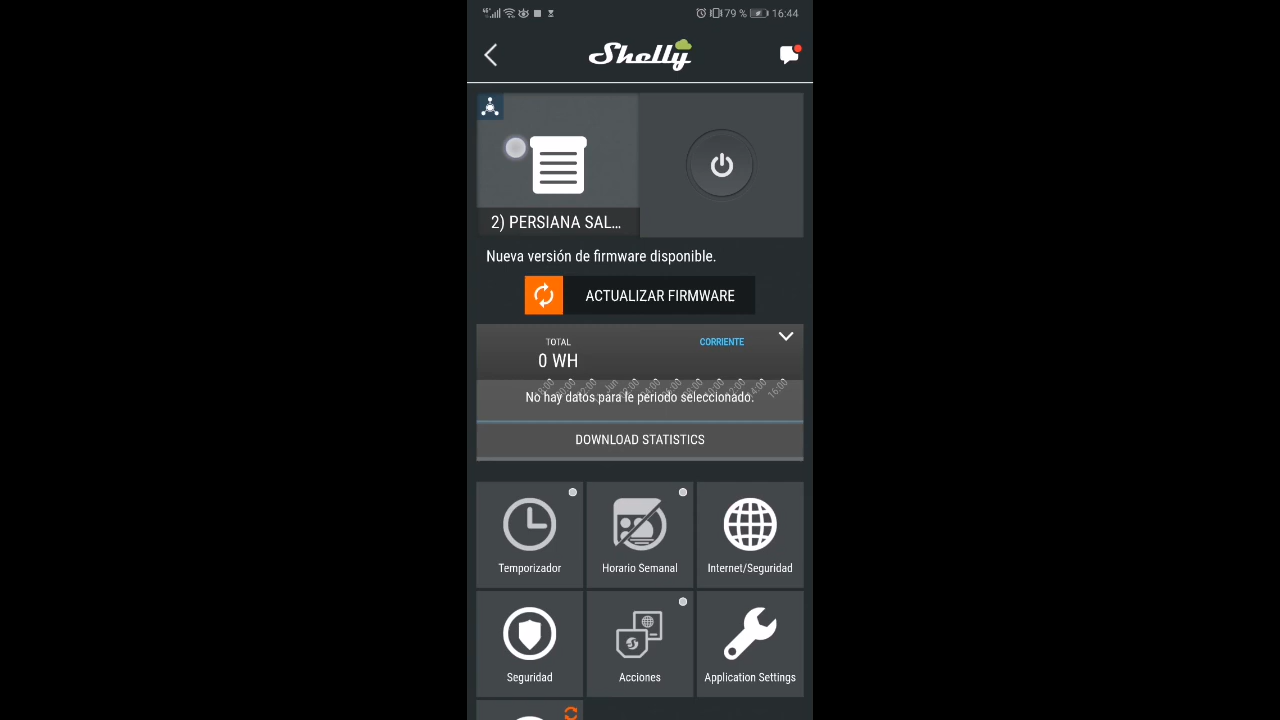 79 % 16:44
Shelly
2) PERSIANA SAL...
Nueva versión de firmware disponible.
ACTUALIZAR FIRMWARE
TOTAL
CORRIENTE
0 WH
No hay datos para le periodo seleccionado.
DOWNLOAD STATISTICS
Temporizador
Horario Semanal
Internet/Seguridad
Seguridad
Acciones
Application Settings